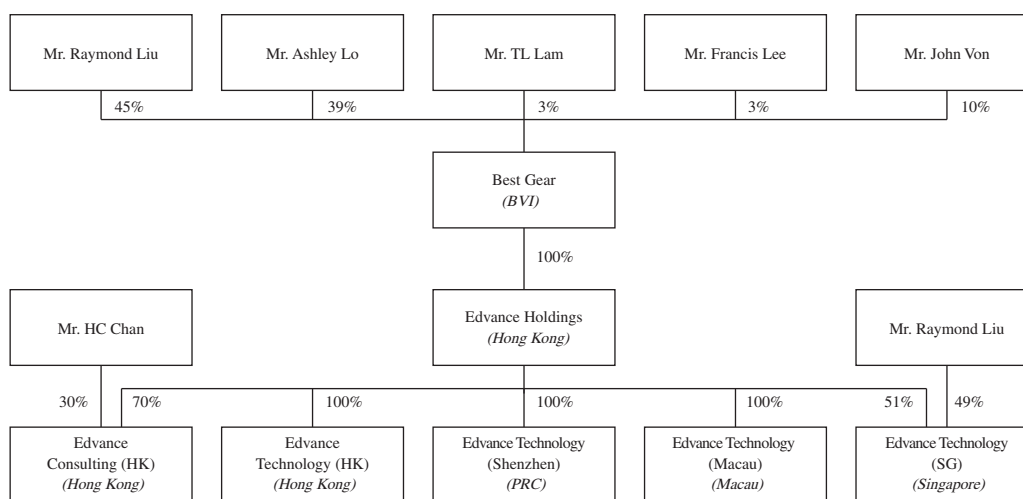 Mr. Raymond Liu
Mr. Ashley Lo
Mr. TL Lam
Mr. Francis Lee
Mr. John Von
45%
39%
3%
3%
10%
Best Gear
(BVI)
100%
Mr. HC Chan
Edvance Holdings
(Hong Kong)
Mr. Raymond Liu
30%
70%
100%
100%
100%
51%
49%
Edvance
Consulting (HK)
(Hong Kong)
Edvance
Technology (HK)
(Hong Kong)
Edvance Technology
(Shenzhen)
(PRC)
Edvance Technology
(Macau)
(Macau)
Edvance Technology
(SG)
(Singapore)